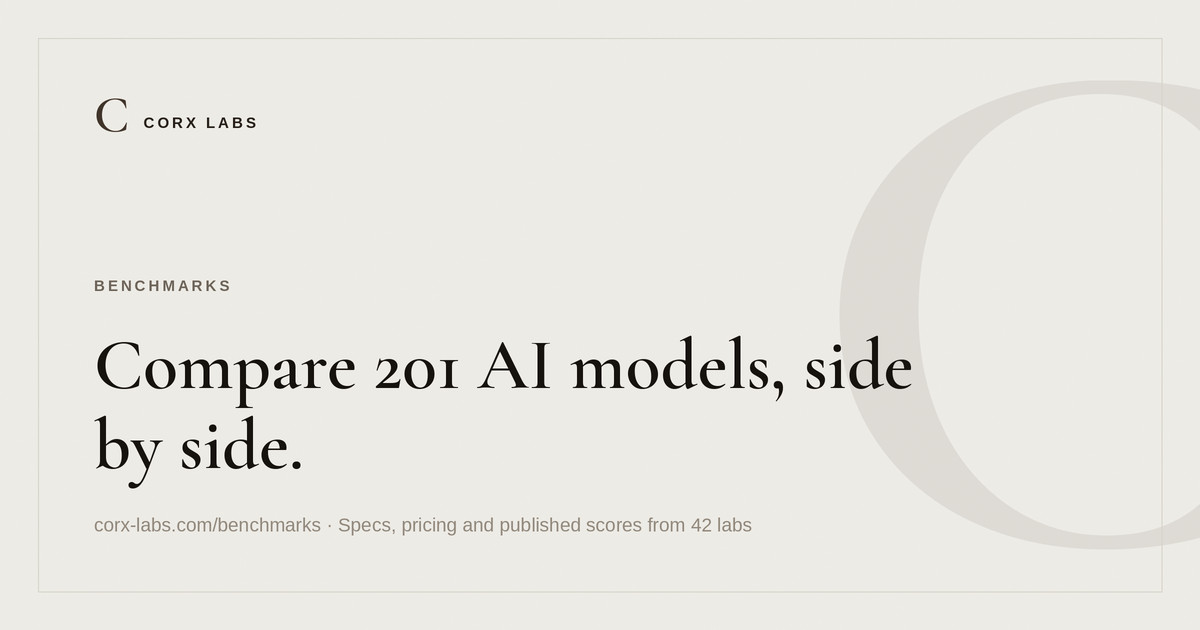 C CORX LABS
BENCHMARKS
Compare 201 AI models, side
by side.
corx-labs.com/benchmarks · Specs, pricing and published scores from 42 labs
C